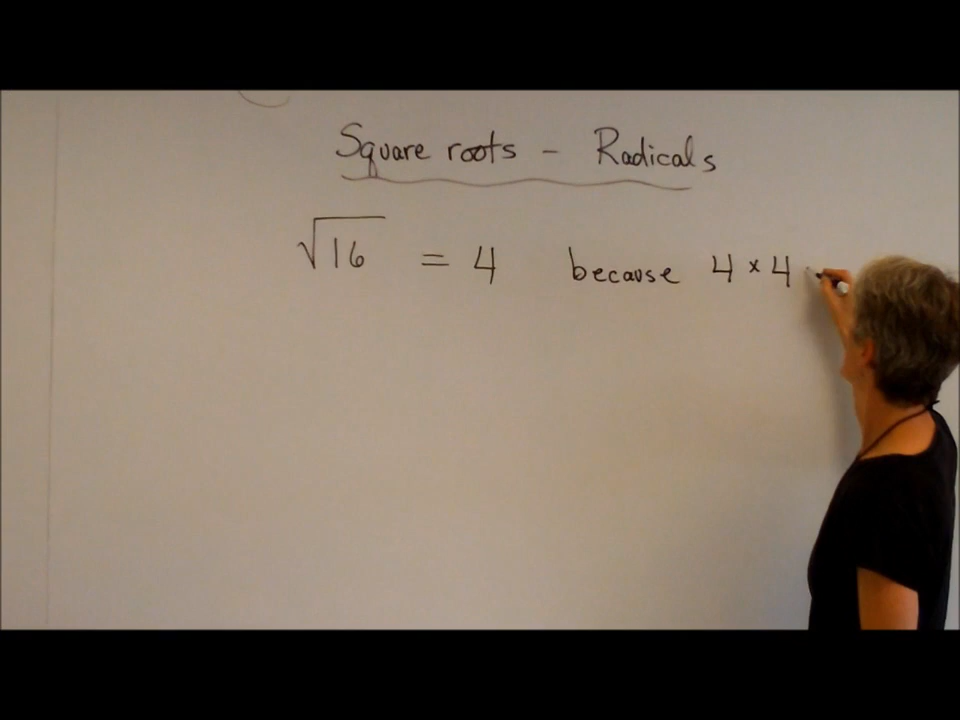 Square roots - Radicals
√16 = 4 because 4 × 4